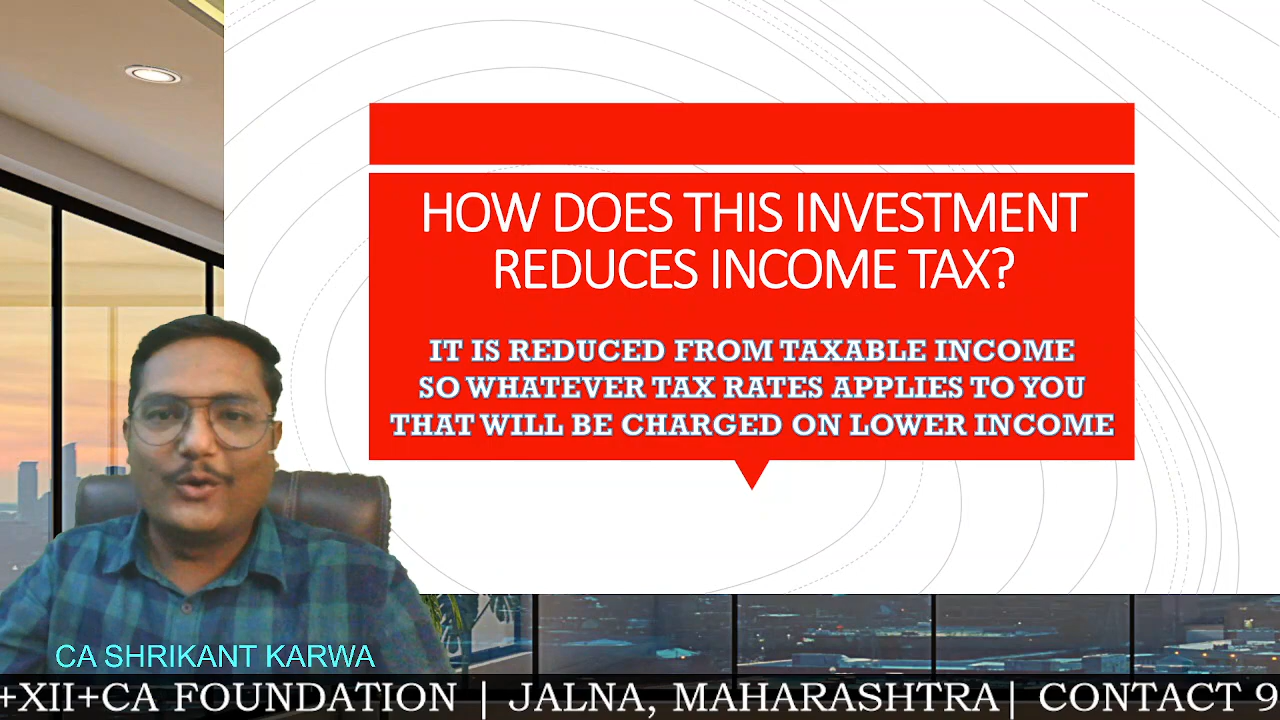 HOW DOES THIS INVESTMENT
REDUCES INCOME TAX?
IT IS REDUCED FROM TAXABLE INCOME
SO WHATEVER TAX RATES APPLIES TO YOU
THAT WILL BE CHARGED ON LOWER INCOME
CA SHRIKANT KARWA
+XII+CA FOUNDATION | JALNA, MAHARASHTRA| CONTACT 9